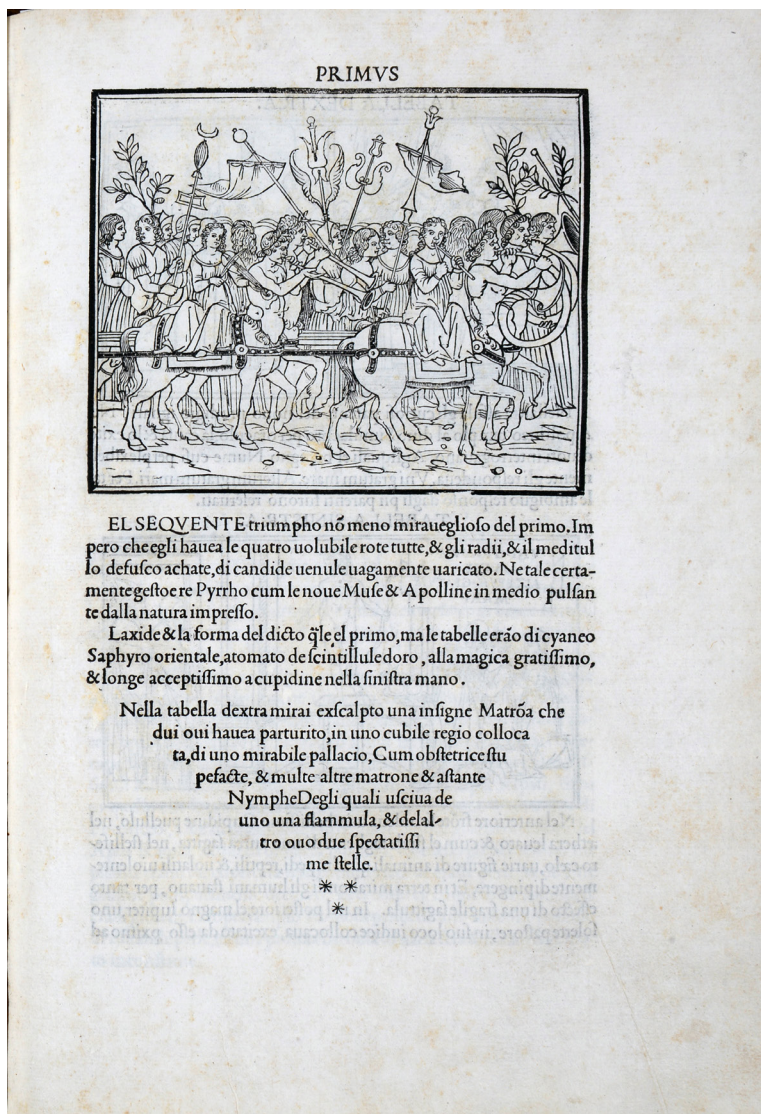 PRIMVS
EL SEQVENTE triumpho nõ meno miraueglioso del primo. Im
pero che egli hauea le quatro uolubile rote tutte, & gli radii, & il meditul
lo defusco achate, di candide uenule uagamente uaricato. Ne tale certa-
mente gestoe re Pyrrho cum le noue Muse & Apolline in medio pulsan
te dalla natura impresso.
Laxide & la forma del dicto q̃le el primo, ma le tabelle erão di cyaneo
Saphyro orientale, atomato de scintillule doro, alla magica gratissimo,
& longe acceptissimo a cupidine nella sinistra mano.
Nella tabella dextra mirai exscalpto una insigne Matrõa che
dui oui hauea parturito, in uno cubile regio colloca
ta, di uno mirabile pallacio, Cum obstetrice stu
pefacte, & multe altre matrone & astante
Nymphe Degli quali usciua de
uno una flammula, & delal-
tro ouo due spectatissi
me stelle.
* *
*